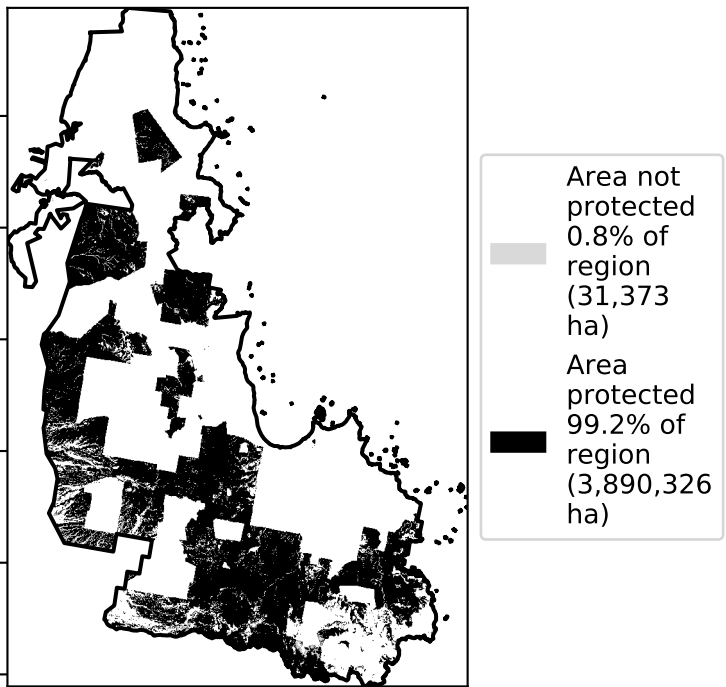 Area not
protected
0.8% of
region
(31,373
ha)
Area
protected
99.2% of
region
(3,890,326
ha)